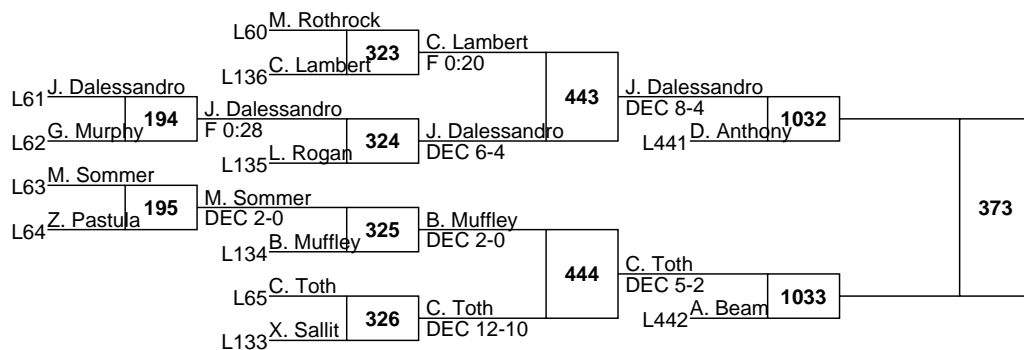 M. Rothrock
L60
323
C. Lambert
F 0:20
C. Lambert
L136
J. Dalessandro
L61
194
J. Dalessandro
F 0:28
G. Murphy
L62
324
J. Dalessandro
DEC 6-4
L. Rogan
L135
443
J. Dalessandro
DEC 8-4
1032
D. Anthony
L441
M. Sommer
L63
195
M. Sommer
DEC 2-0
Z. Pastula
L64
325
B. Muffley
DEC 2-0
B. Muffley
L134
373
C. Toth
L65
326
C. Toth
DEC 12-10
X. Sallit
L133
444
C. Toth
DEC 5-2
1033
A. Beam
L442